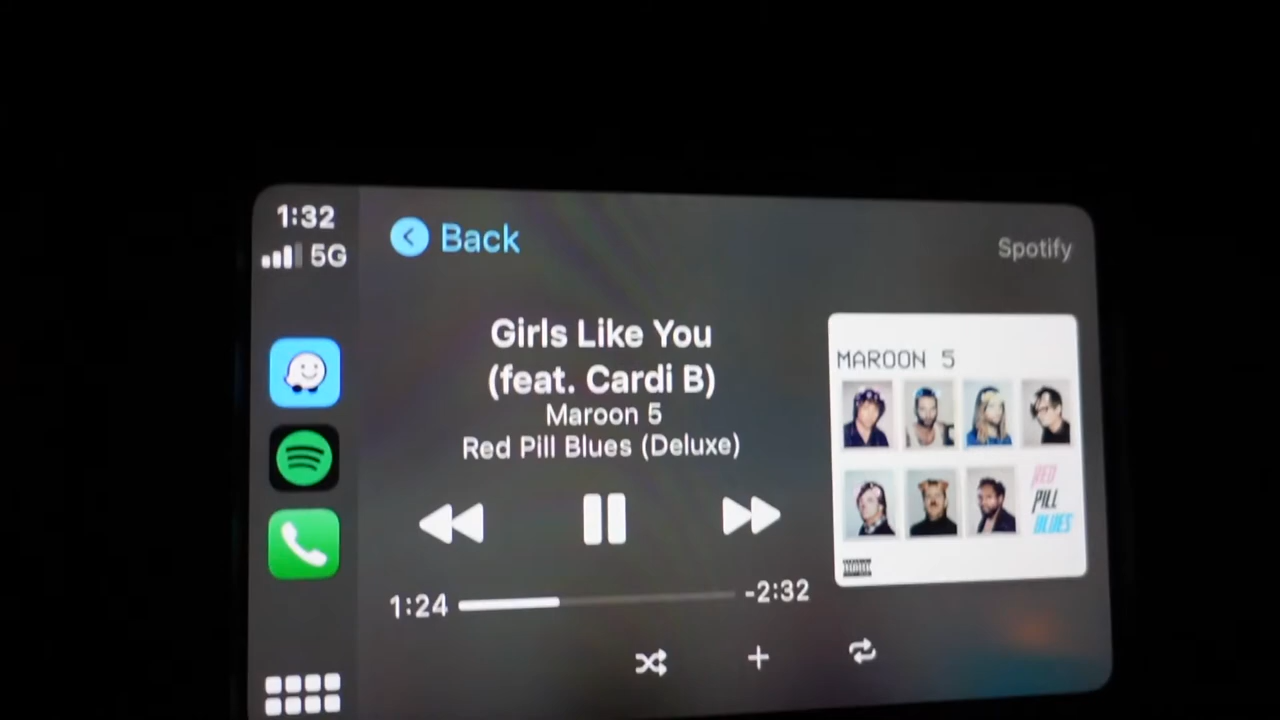 1:32
5G
Back
Spotify
Girls Like You
(feat. Cardi B)
Maroon 5
Red Pill Blues (Deluxe)
1:24
-2:32
MAROON 5
RED
PILL
BLUES